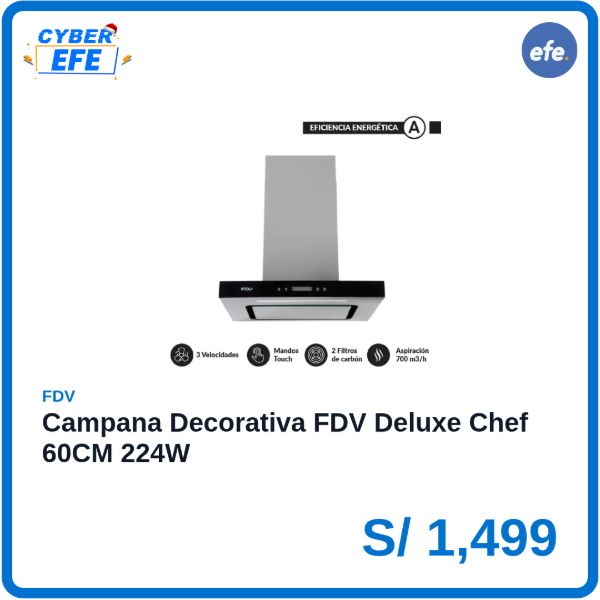 CYBER
EFE
efe.
EFICIENCIA ENERGÉTICA A
FDV
3 Velocidades
Mandos
Touch
2 Filtros
de carbón
Aspiración
700 m3/h
FDV
Campana Decorativa FDV Deluxe Chef
60CM 224W
S/ 1,499